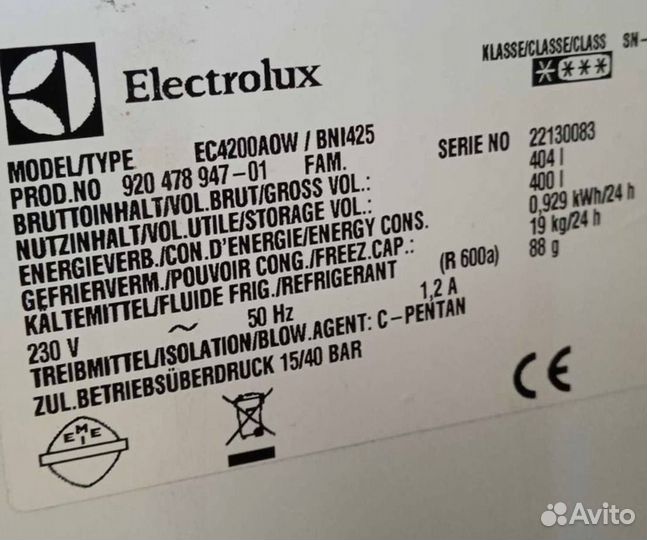 KLASSE/CLASSE/CLASS SN-
Electrolux
MODEL/TYPE EC4200AOW / BNI425
PROD.NO 920 478 947-01 FAM. SERIE NO 22130083
BRUTTOINHALT/VOL.BRUT/GROSS VOL.: 404 l
NUTZINHALT/VOL.UTILE/STORAGE VOL.: 400 l
ENERGIEVERB./CON.D'ENERGIE/ENERGY CONS. 0,929 kWh/24 h
GEFRIERVERM./POUVOIR CONG./FREEZ.CAP.: 19 kg/24 h
KÄLTEMITTEL/FLUIDE FRIG./REFRIGERANT (R 600a) 88 g
230 V ~ 50 Hz 1,2 A
TREIBMITTEL/ISOLATION/BLOW.AGENT: C-PENTAN
ZUL.BETRIEBSÜBERDRUCK 15/40 BAR
EMIE
CE
Avito